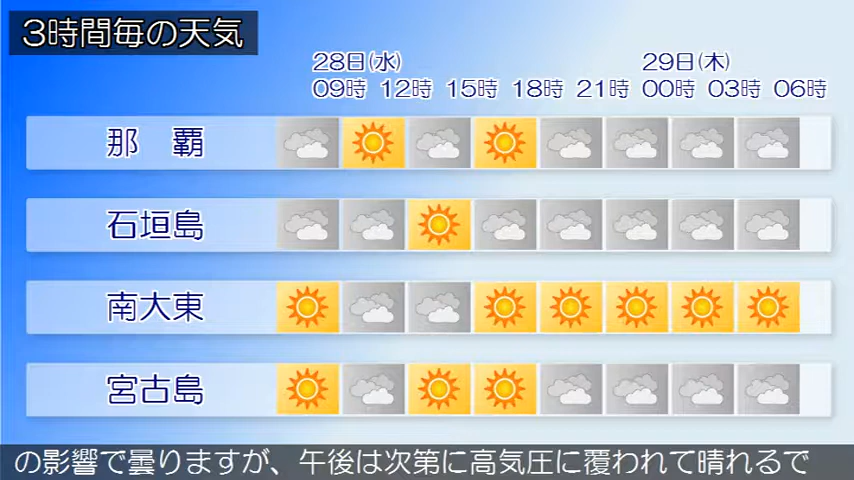 3時間毎の天気
28日(水) 29日(木)
09時 12時 15時 18時 21時 00時 03時 06時
那 覇
石垣島
南大東
宮古島
の影響で曇りますが、午後は次第に高気圧に覆われて晴れるで